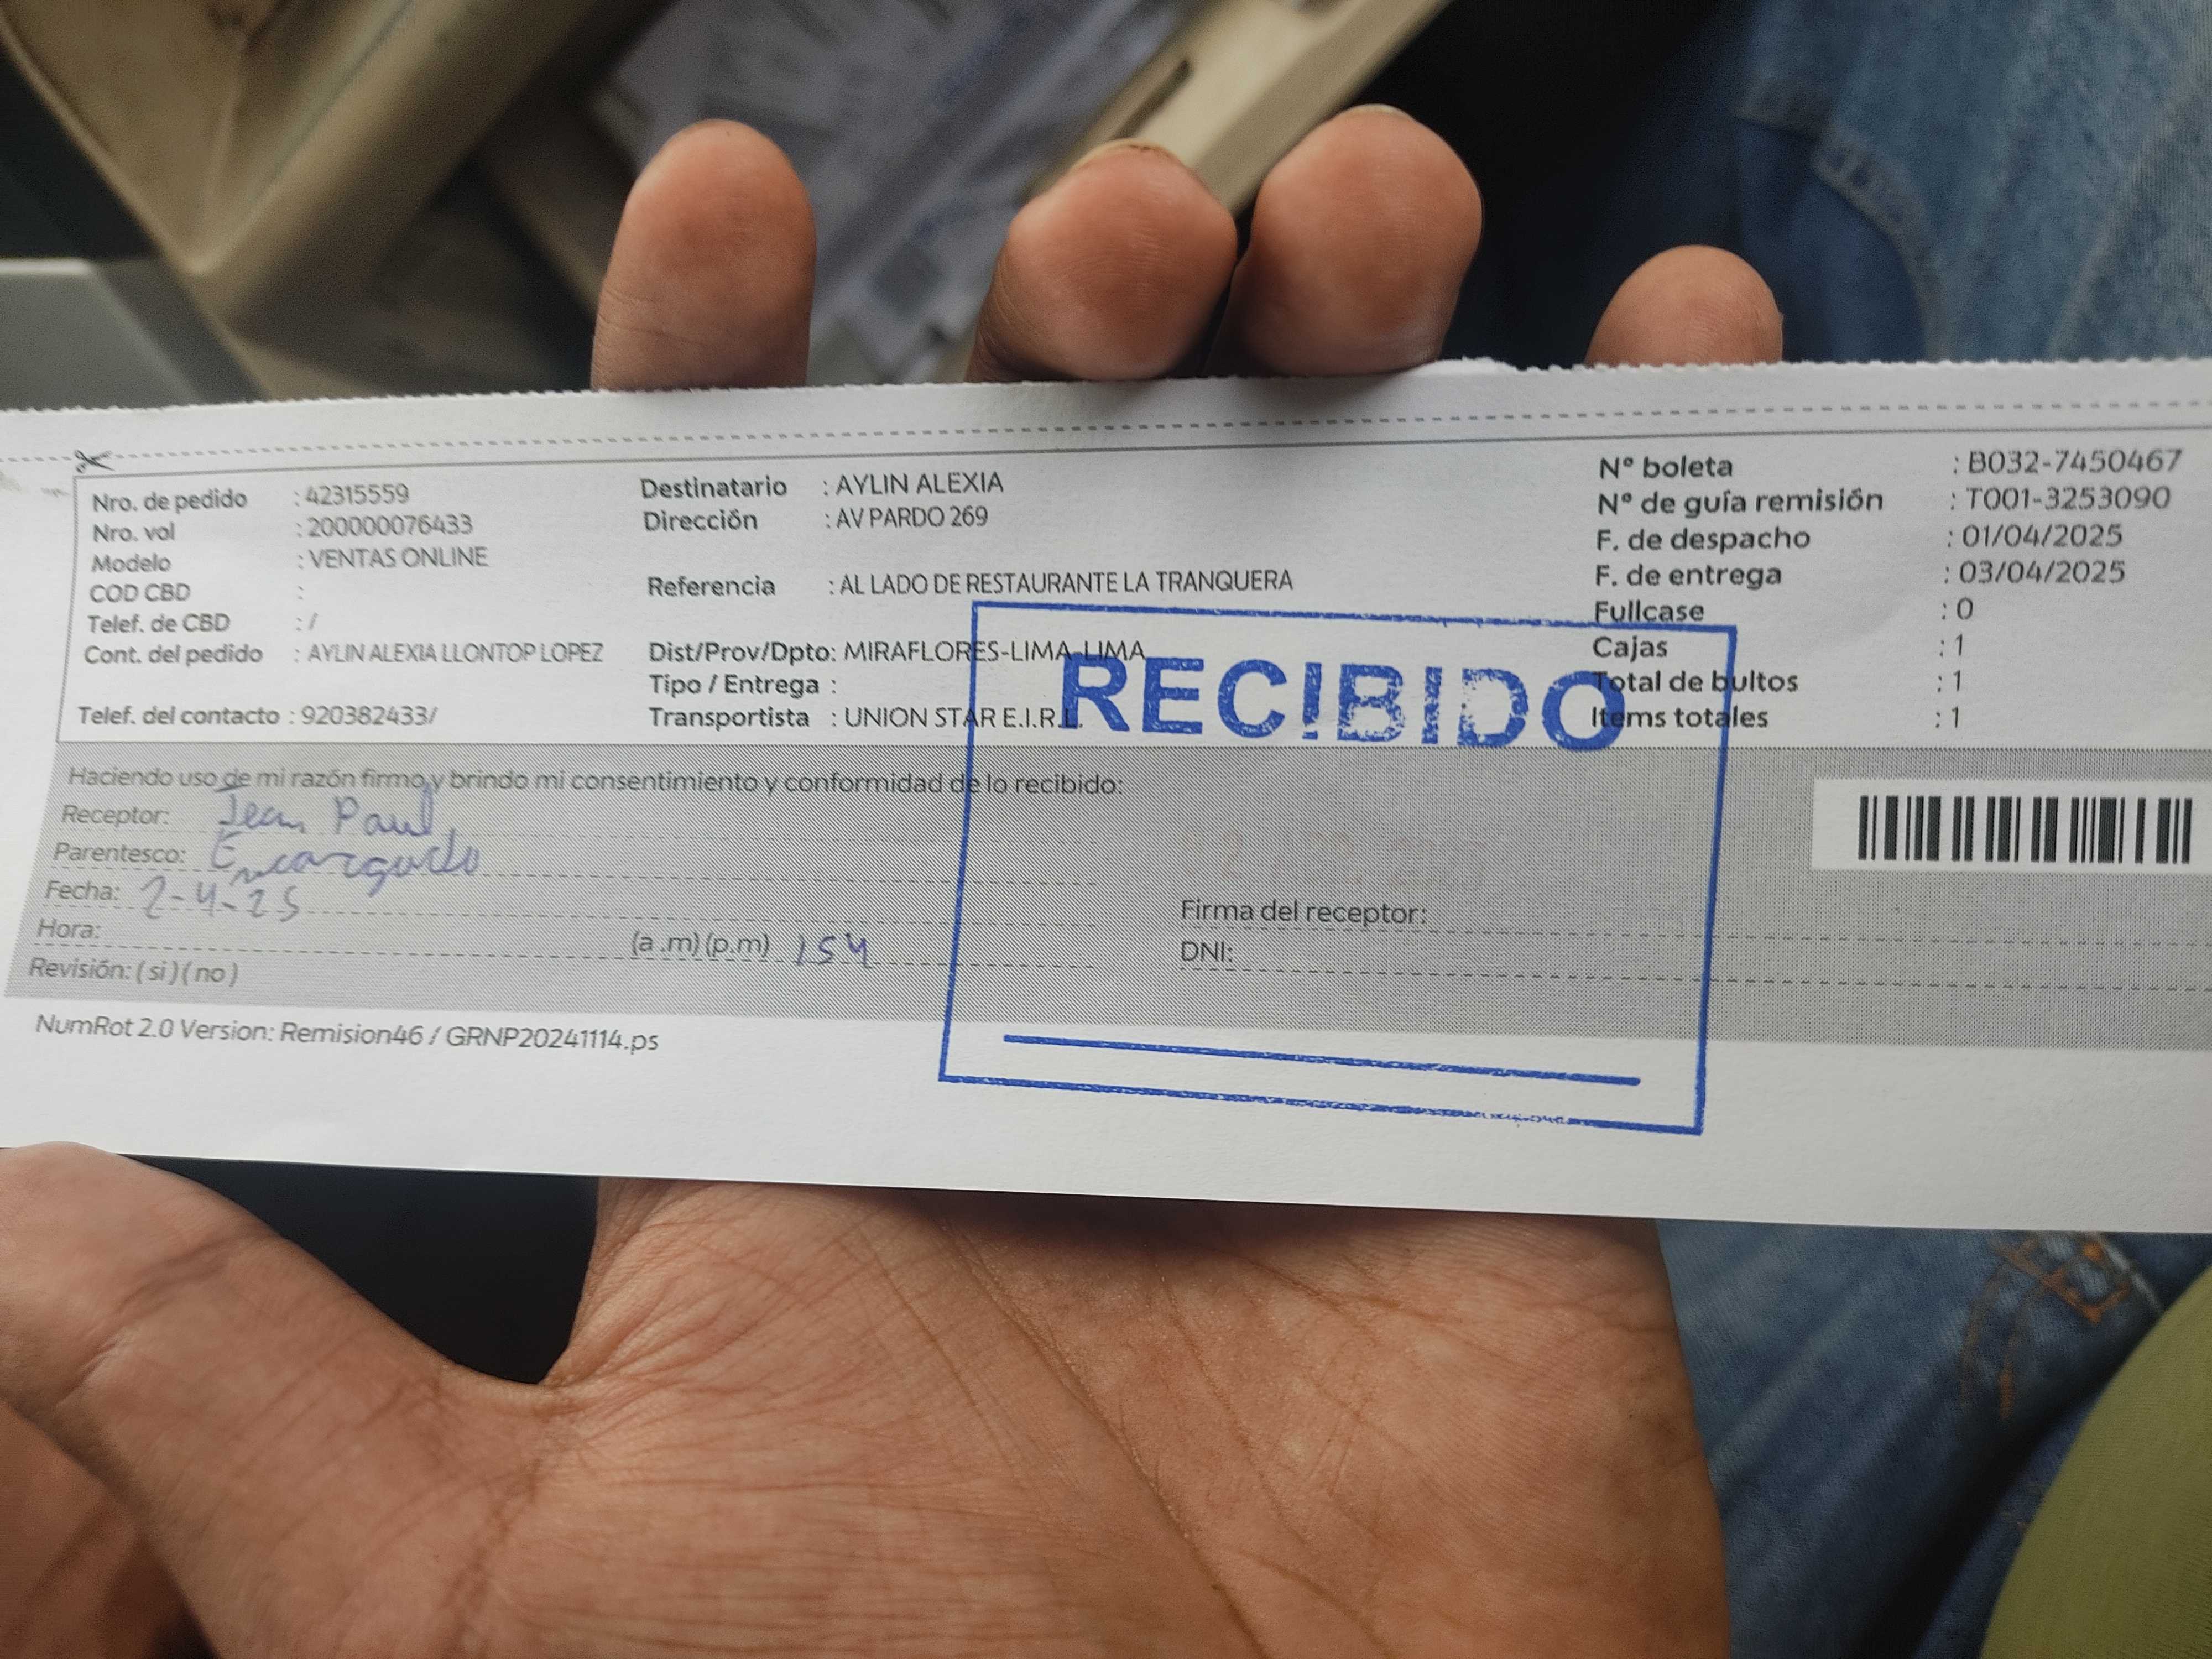 Nro. de pedido : 42315559
Nro. vol : 200000076433
Modelo : VENTAS ONLINE
COD CBD :
Telef. de CBD : /
Cont. del pedido : AYLIN ALEXIA LLONTOP LOPEZ
Telef. del contacto : 920382433/
Destinatario : AYLIN ALEXIA
Dirección : AV PARDO 269
Referencia : AL LADO DE RESTAURANTE LA TRANQUERA
Dist/Prov/Dpto: MIRAFLORES-LIMA-LIMA
Tipo / Entrega :
Transportista : UNION STAR E.I.R.L.
N° boleta : B032-7450467
N° de guía remisión : T001-3253090
F. de despacho : 01/04/2025
F. de entrega : 03/04/2025
Fullcase : 0
Cajas : 1
Total de bultos : 1
Items totales : 1
RECIBIDO
Haciendo uso de mi razón firmo y brindo mi consentimiento y conformidad de lo recibido:
Receptor: Jean Paul
Parentesco: Encargado
Fecha: 2-4-25
Hora: (a .m) (p.m) 154
Revisión: ( si ) ( no )
Firma del receptor:
DNI:
NumRot 2.0 Version: Remision46 / GRNP20241114.ps